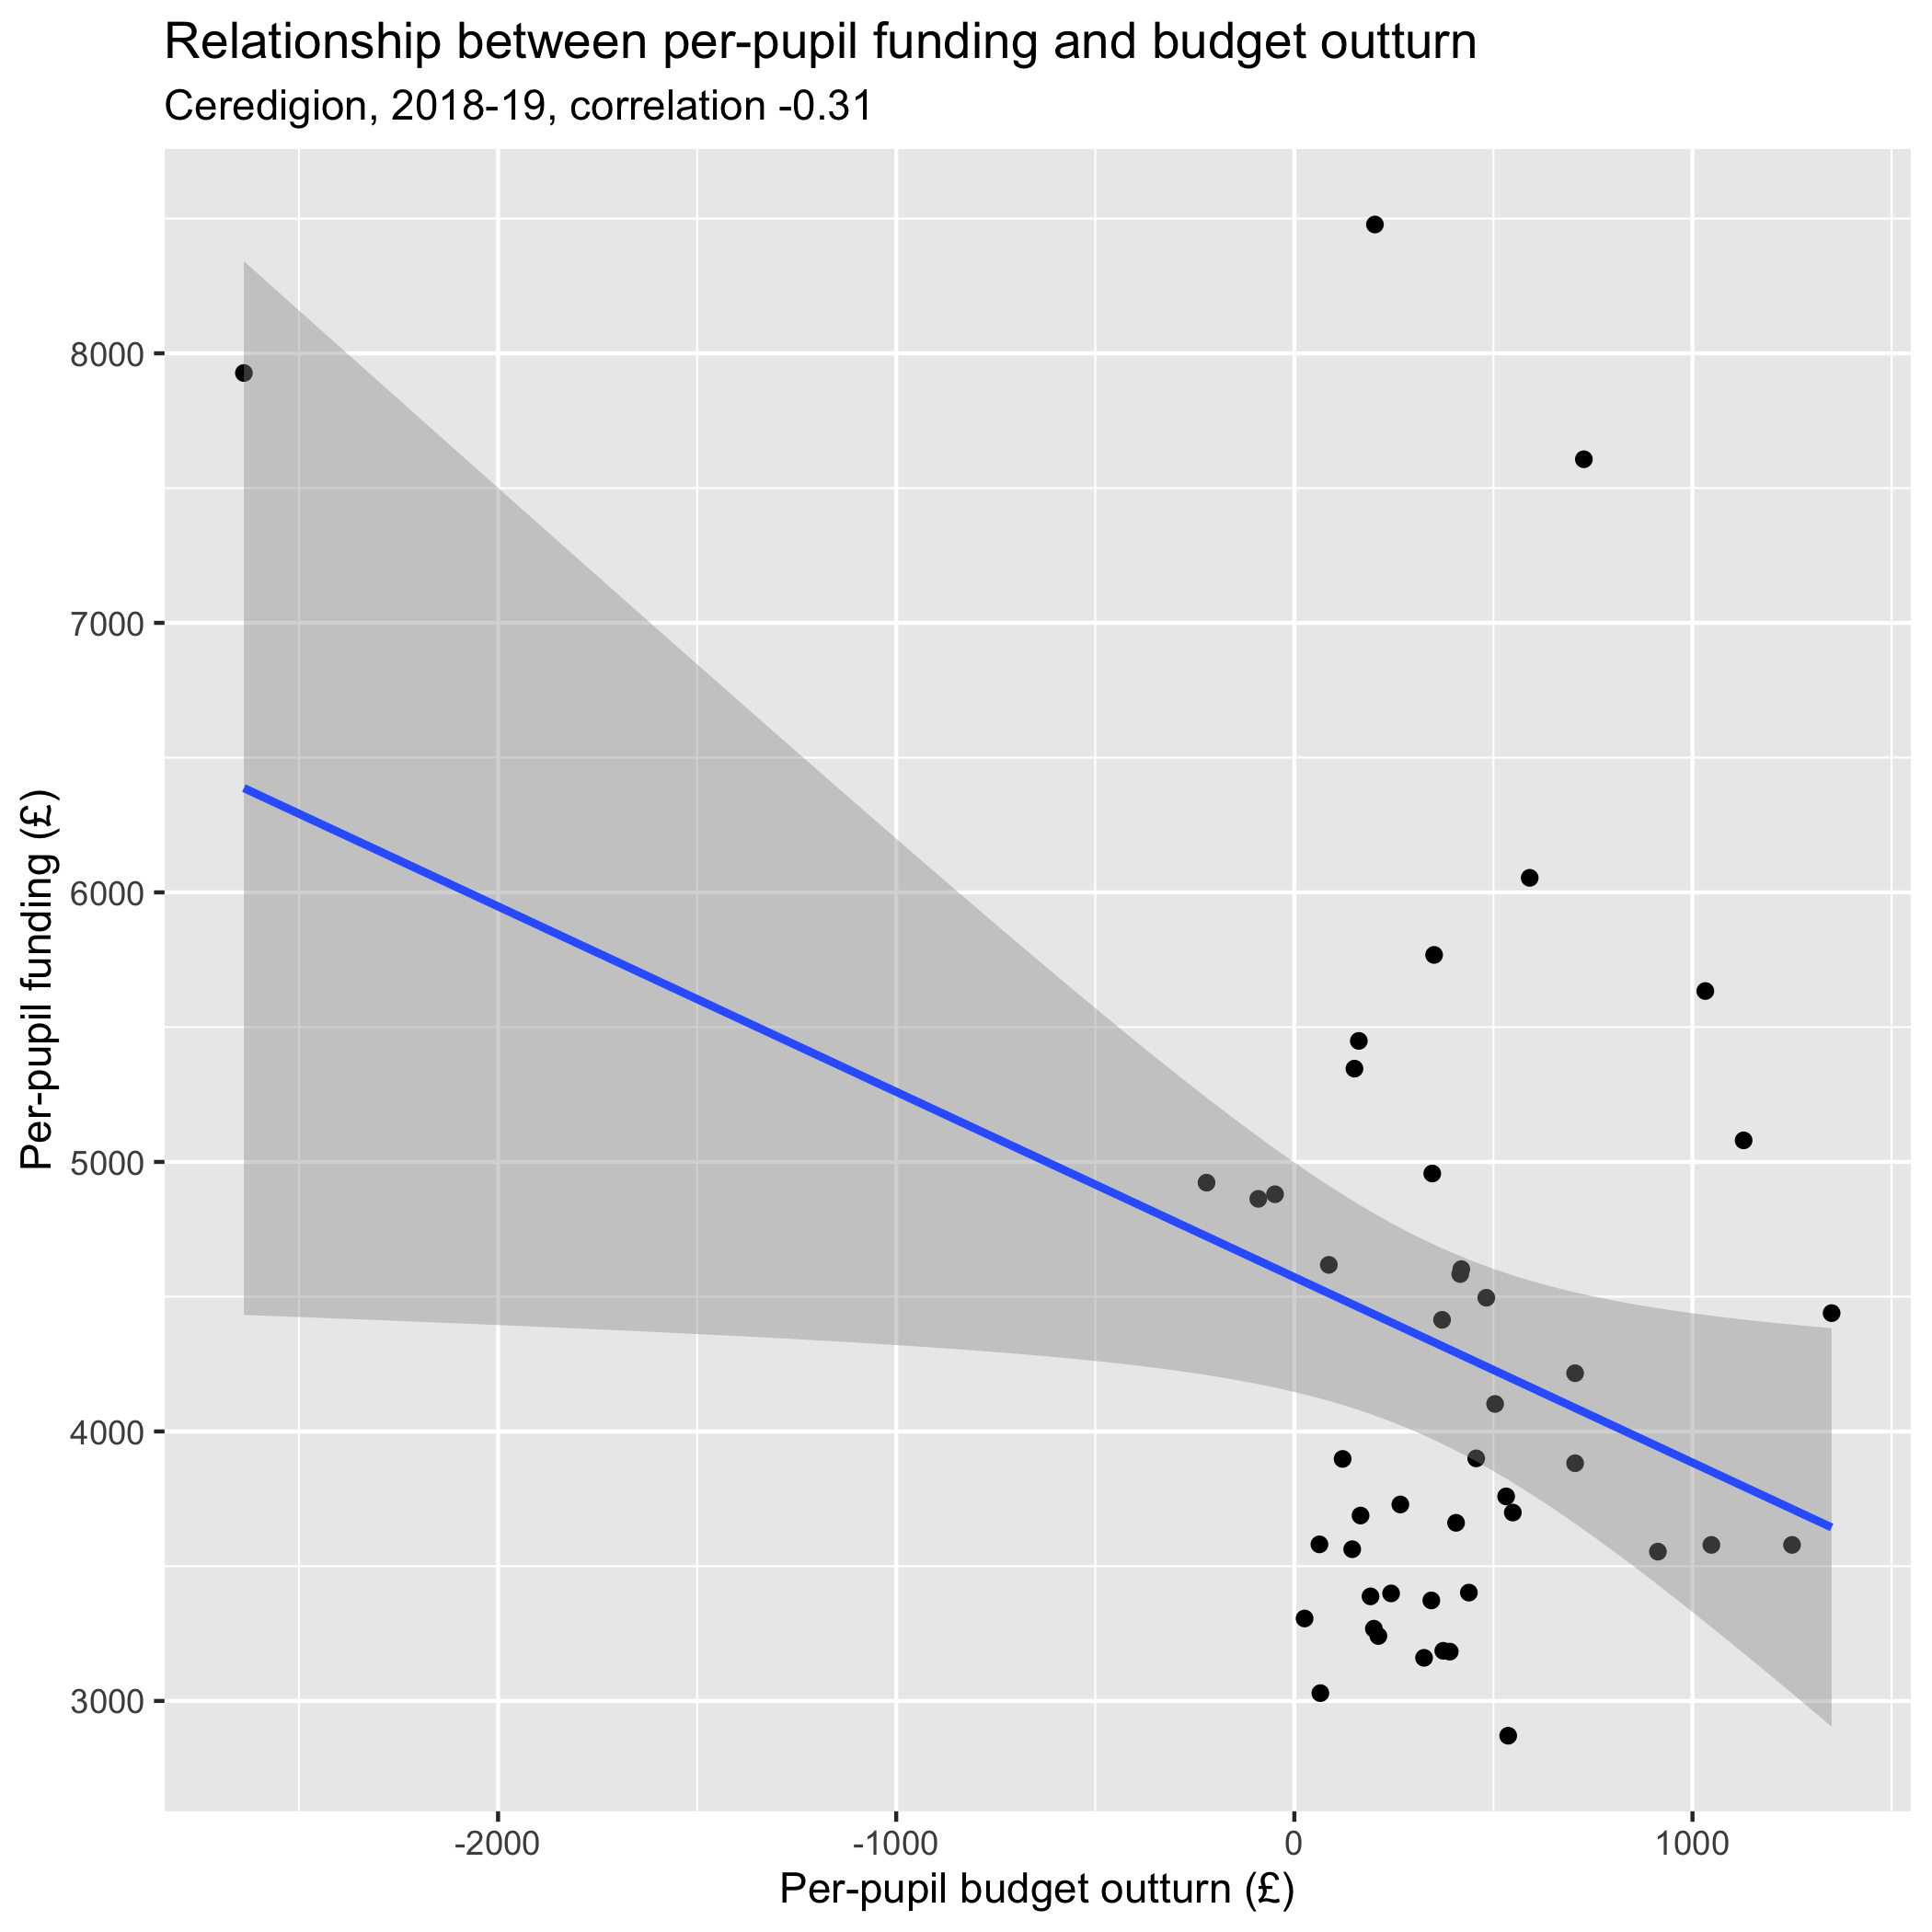 Relationship between per-pupil funding and budget outturn
Ceredigion, 2018-19, correlation -0.31
Per-pupil funding (£)
8000
7000
6000
5000
4000
3000
-2000
-1000
0
1000
Per-pupil budget outturn (£)